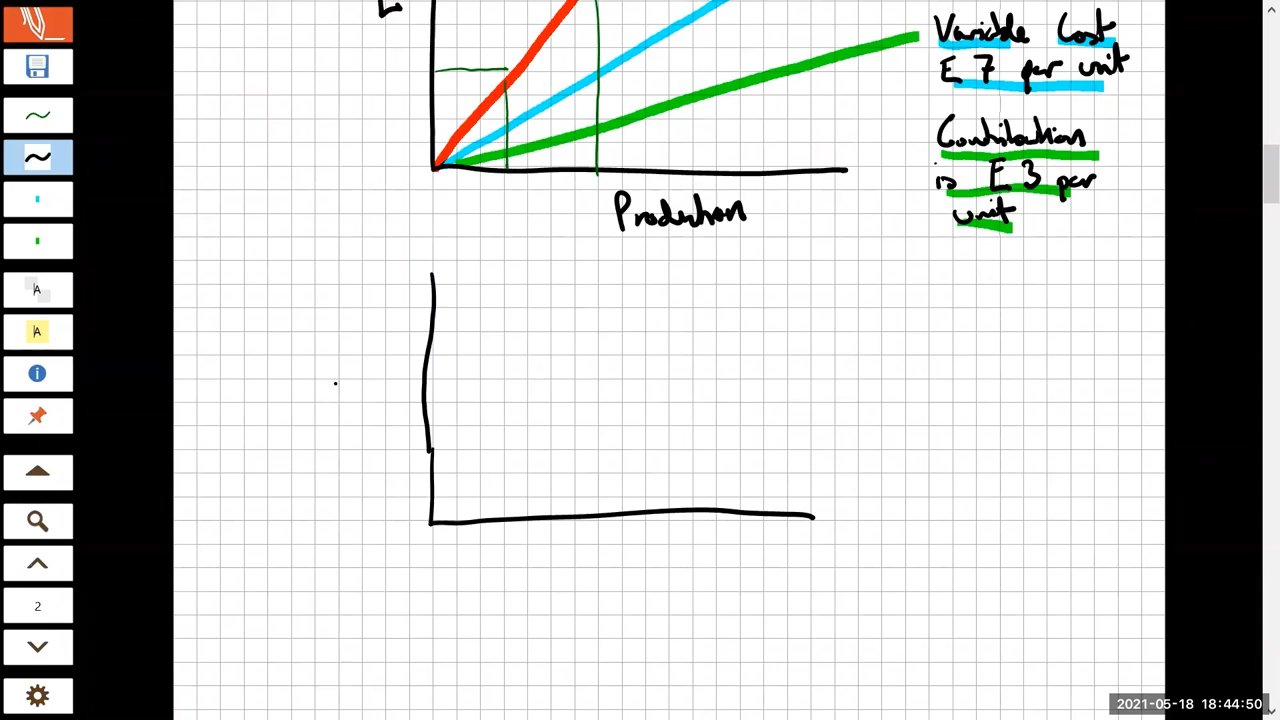 Variable Cost
£ 7 per unit
Contribution
is £ 3 per
unit
Production
A
A
2
2021-05-18 18:44:50